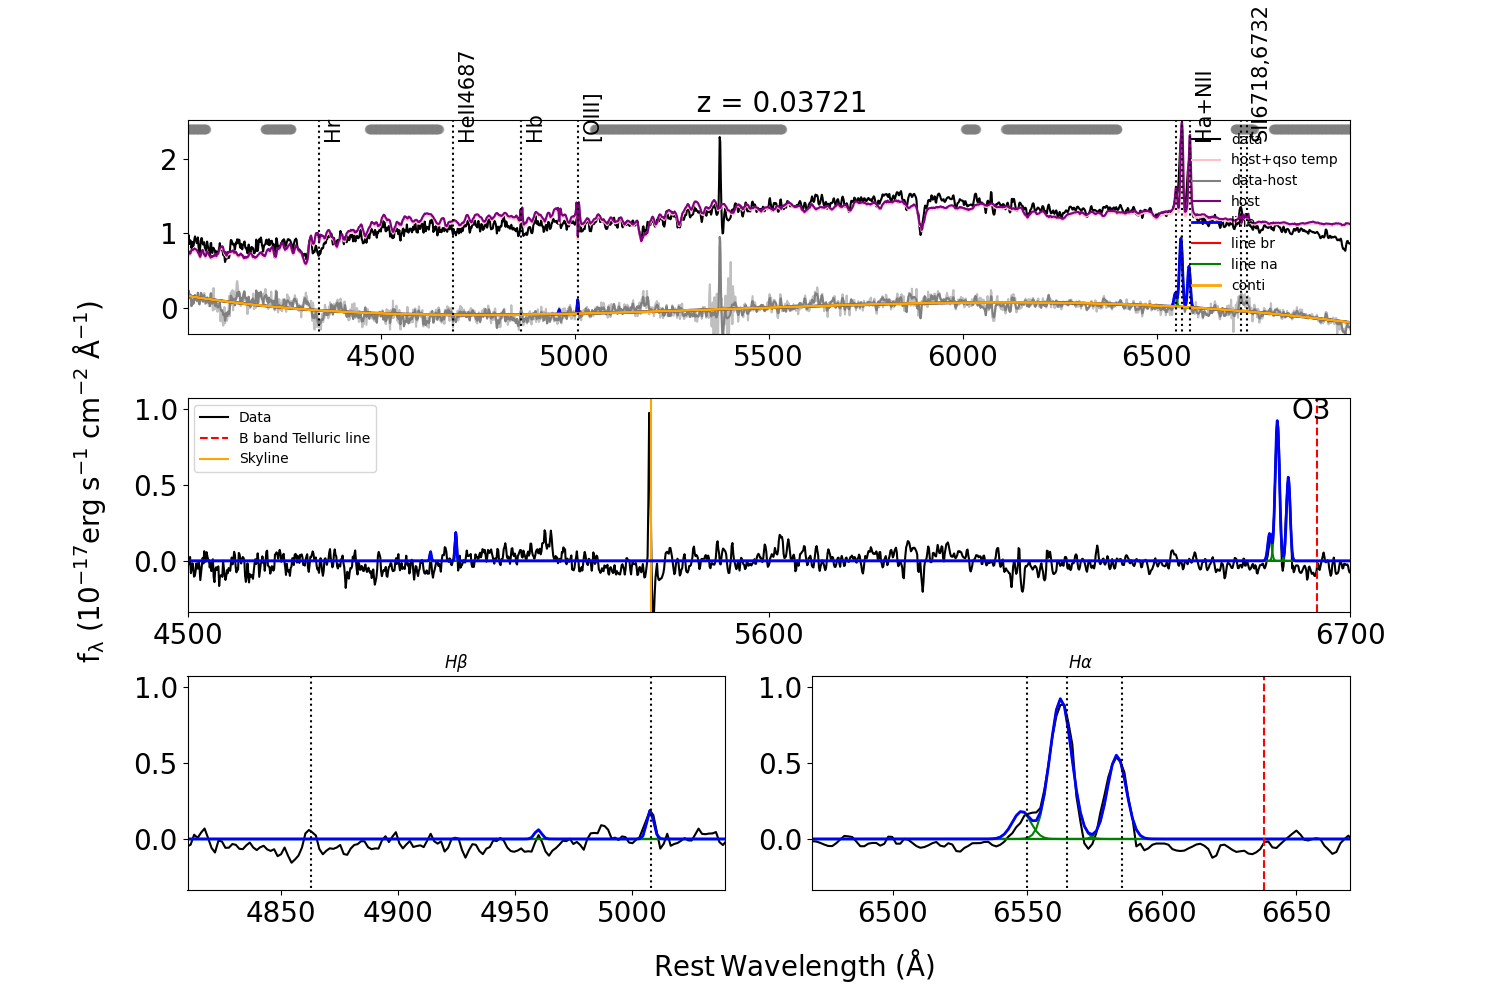 z = 0.03721
Hr
HeII4687
Hb
[OIII]
Ha+NII
SII6718,6732
data
host+qso temp
data-host
host
line br
line na
conti
2
1
0
4500 5000 5500 6000 6500
f_λ (10⁻¹⁷erg s⁻¹ cm⁻² Å⁻¹)
Data
B band Telluric line
Skyline
O3
1.0
0.5
0.0
4500 5600 6700
Hβ
1.0
0.5
0.0
4850 4900 4950 5000
Hα
1.0
0.5
0.0
6500 6550 6600 6650
Rest Wavelength (Å)